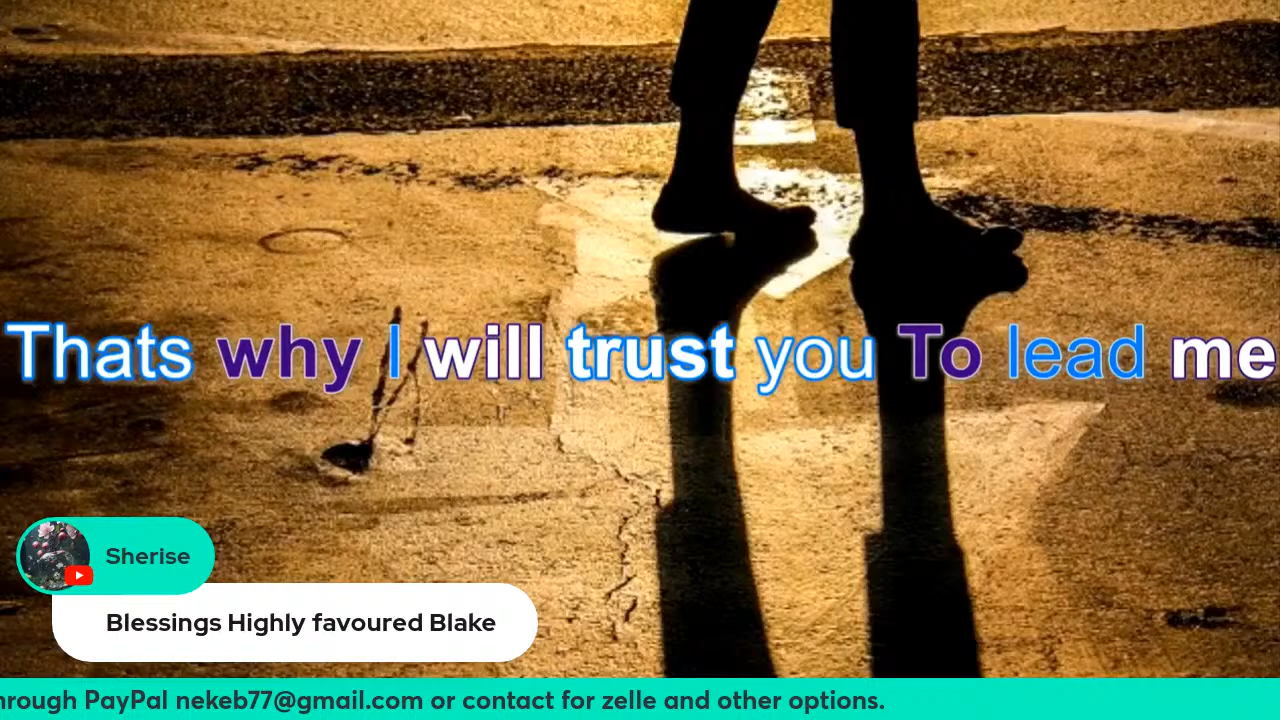 Thats why I will trust you To lead me
Sherise
Blessings Highly favoured Blake
hrough PayPal nekeb77@gmail.com or contact for zelle and other options.